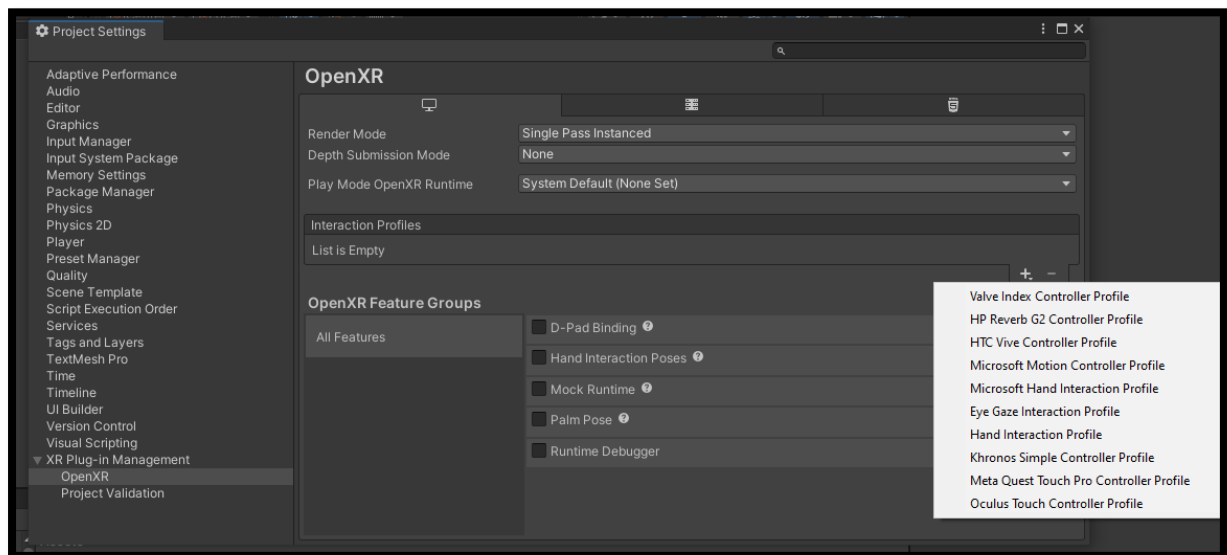 Project Settings
Adaptive Performance
Audio
Editor
Graphics
Input Manager
Input System Package
Memory Settings
Package Manager
Physics
Physics 2D
Player
Preset Manager
Quality
Scene Template
Script Execution Order
Services
Tags and Layers
TextMesh Pro
Time
Timeline
UI Builder
Version Control
Visual Scripting
XR Plug-in Management
OpenXR
Project Validation
OpenXR
Render Mode Single Pass Instanced
Depth Submission Mode None
Play Mode OpenXR Runtime System Default (None Set)
Interaction Profiles
List is Empty
OpenXR Feature Groups
All Features
D-Pad Binding
Hand Interaction Poses
Mock Runtime
Palm Pose
Runtime Debugger
Valve Index Controller Profile
HP Reverb G2 Controller Profile
HTC Vive Controller Profile
Microsoft Motion Controller Profile
Microsoft Hand Interaction Profile
Eye Gaze Interaction Profile
Hand Interaction Profile
Khronos Simple Controller Profile
Meta Quest Touch Pro Controller Profile
Oculus Touch Controller Profile